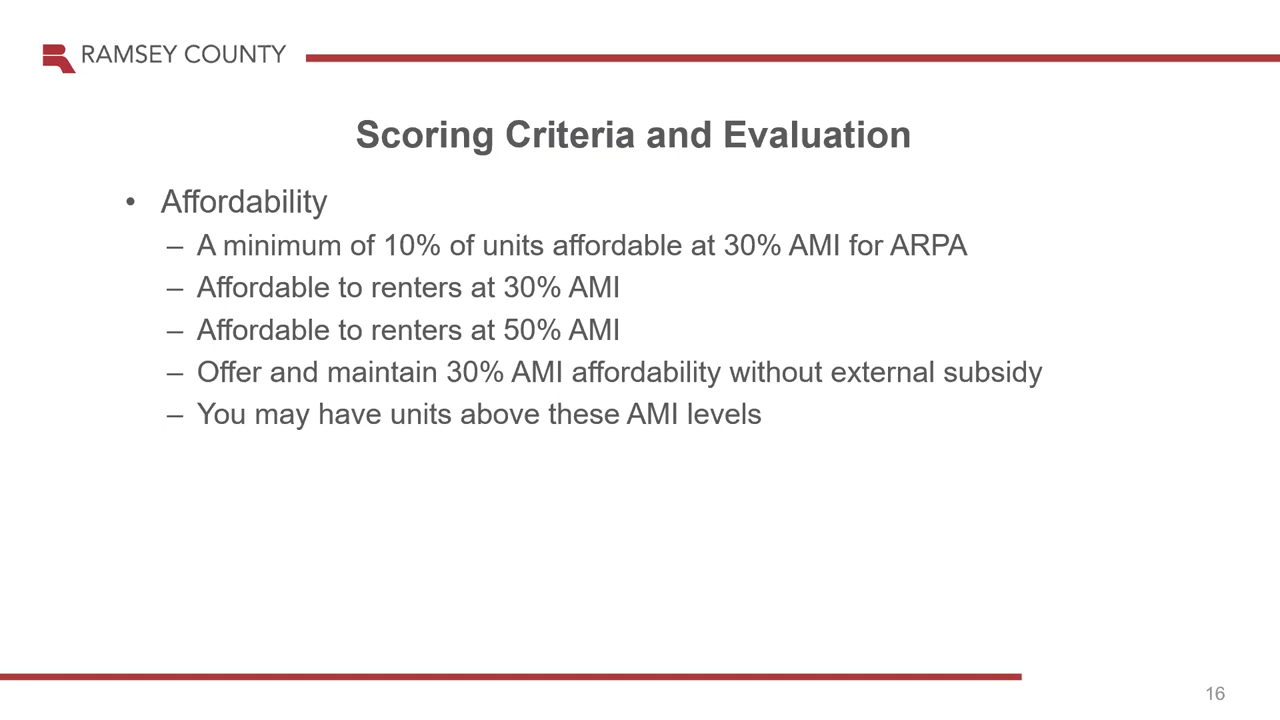 RAMSEY COUNTY
Scoring Criteria and Evaluation
• Affordability
– A minimum of 10% of units affordable at 30% AMI for ARPA
– Affordable to renters at 30% AMI
– Affordable to renters at 50% AMI
– Offer and maintain 30% AMI affordability without external subsidy
– You may have units above these AMI levels
16